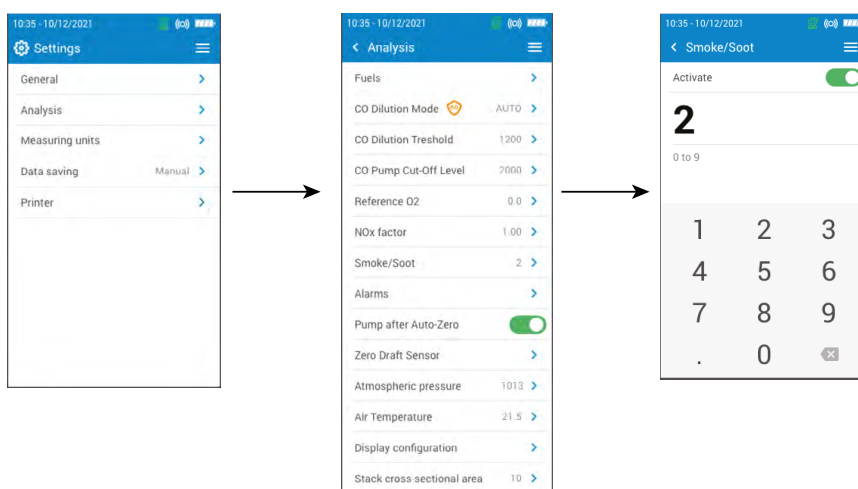 10:35 - 10/12/2021
Settings
General
Analysis
Measuring units
Data saving Manual
Printer
10:35 - 10/12/2021
Analysis
Fuels
CO Dilution Mode AUTO
CO Dilution Treshold 1200
CO Pump Cut-Off Level 2000
Reference O2 0.0
NOx factor 1.00
Smoke/Soot 2
Alarms
Pump after Auto-Zero
Zero Draft Sensor
Atmospheric pressure 1013
Air Temperature 21.5
Display configuration
Stack cross sectional area 10
10:35 - 10/12/2021
Smoke/Soot
Activate
2
0 to 9
1 2 3
4 5 6
7 8 9
. 0